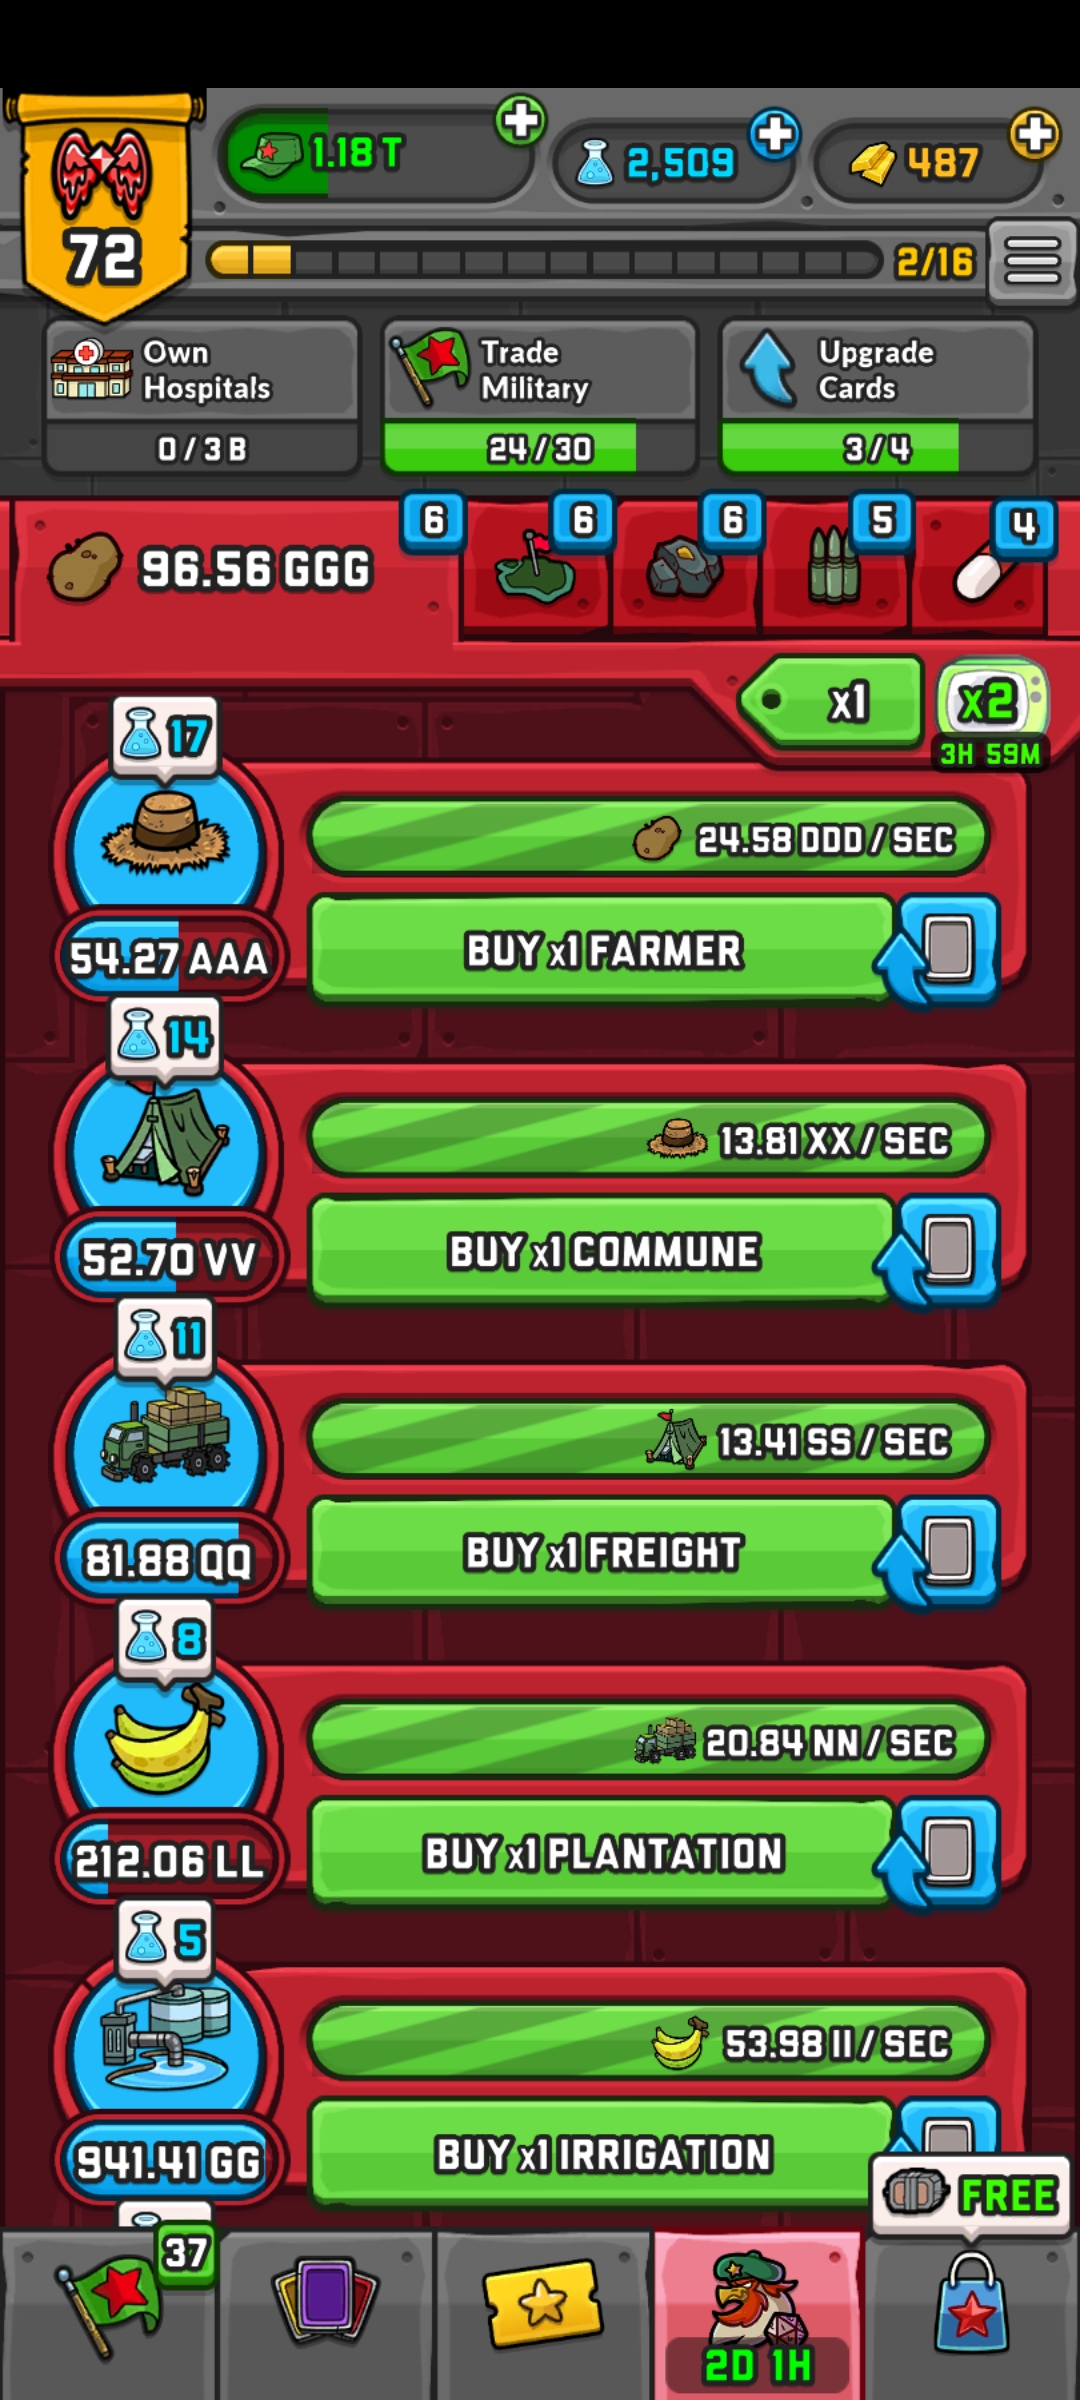 72
1.18 T
2,509
487
2/16
Own
Hospitals
0/3 B
Trade
Military
24/30
Upgrade
Cards
3/4
96.56 GGG
6
6
6
5
4
x1
x2
3H 59M
17
24.58 DDD / SEC
BUY x1 FARMER
54.27 AAA
14
13.81 XX / SEC
BUY x1 COMMUNE
52.70 VV
11
13.41 SS / SEC
BUY x1 FREIGHT
81.88 QQ
8
20.84 NN / SEC
BUY x1 PLANTATION
212.06 LL
5
53.98 II / SEC
BUY x1 IRRIGATION
941.41 GG
FREE
37
2D 1H